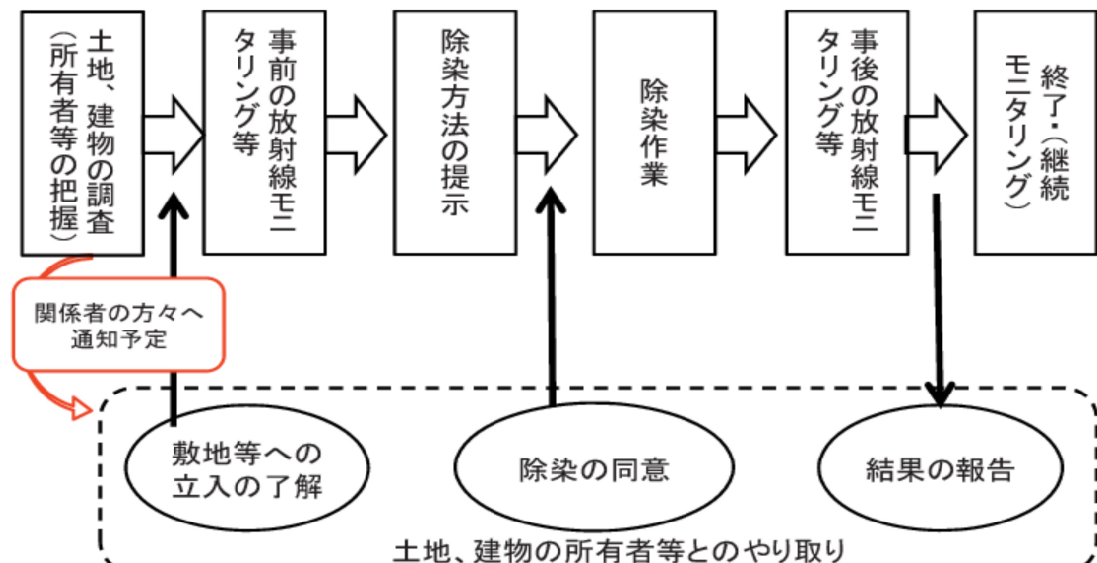 土地、建物の調査
(所有者等の把握)
事前の放射線モニ
タリング等
除染方法の提示
除染作業
事後の放射線モニ
タリング等
終了・(継続
モニタリング)
関係者の方々へ
通知予定
敷地等への
立入の了解
除染の同意
結果の報告
土地、建物の所有者等とのやり取り